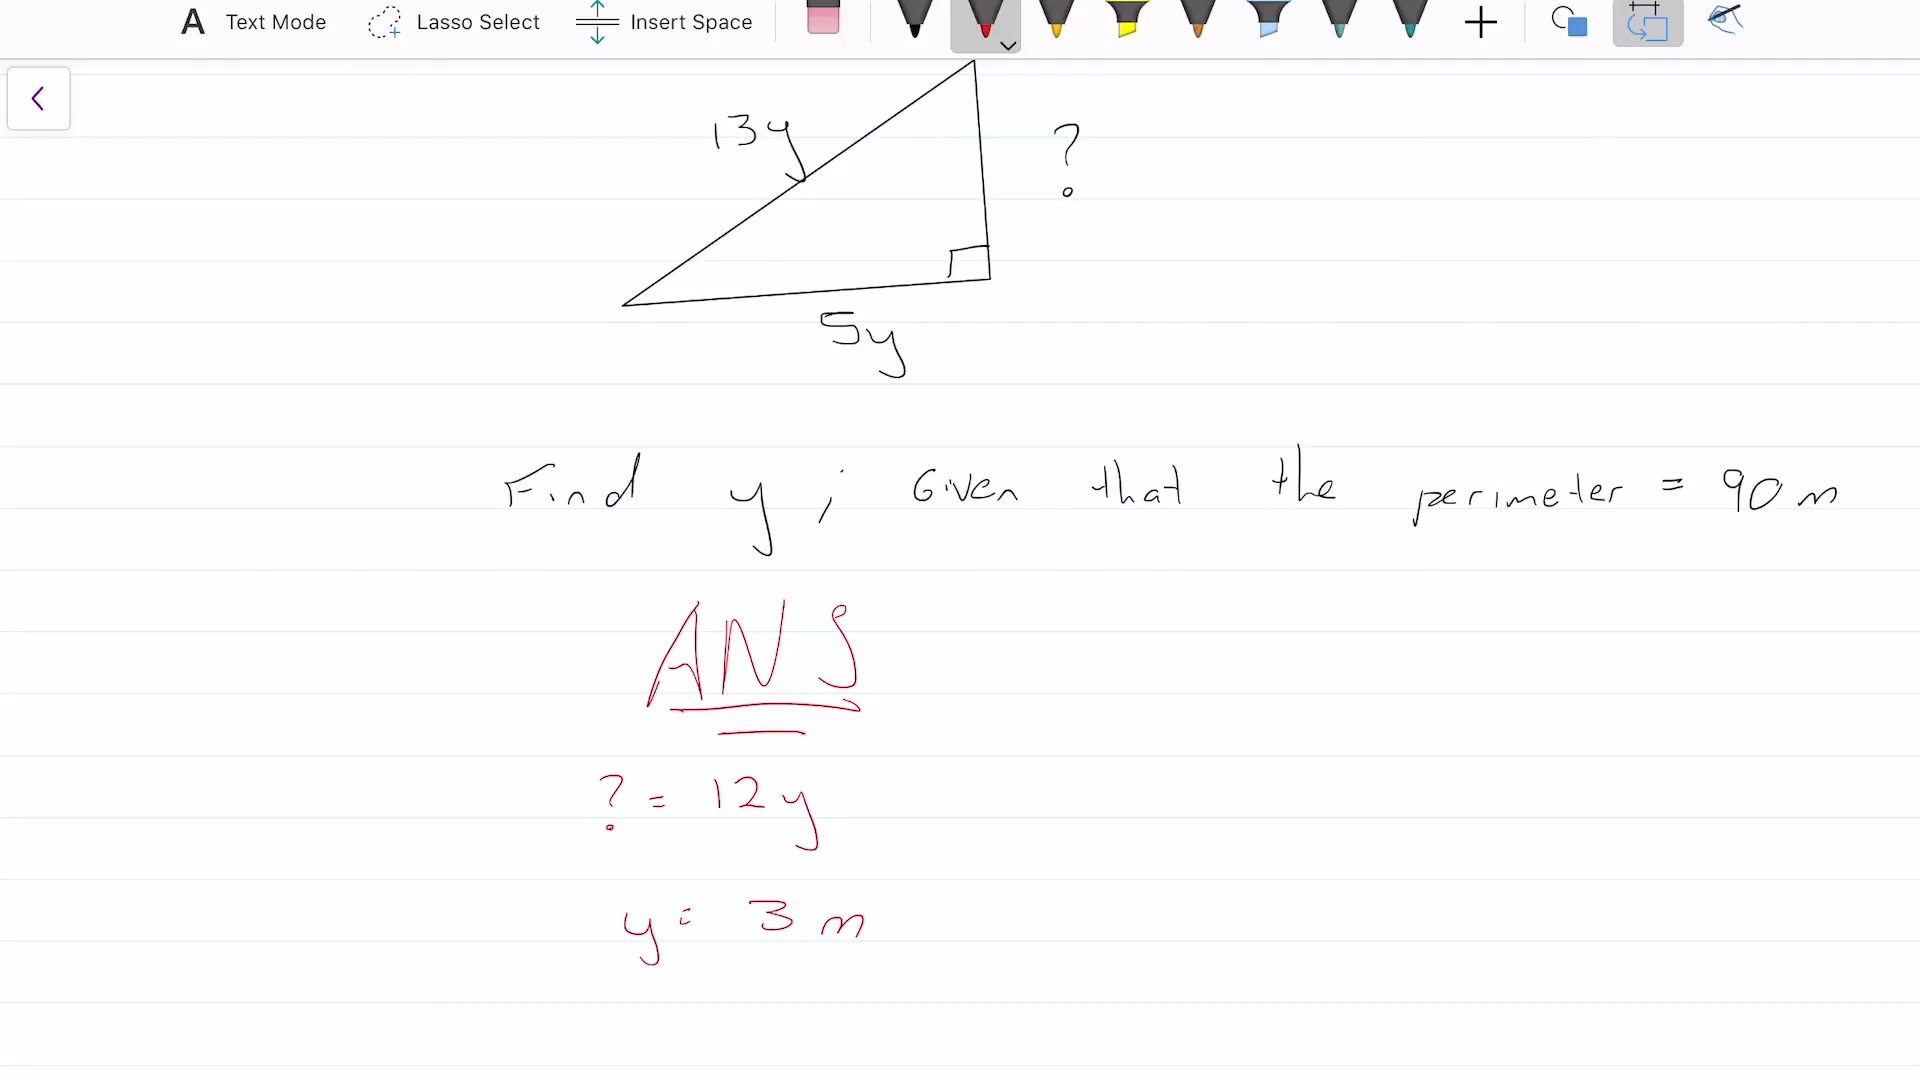 A Text Mode Lasso Select Insert Space
13y
?
5y
Find y; Given that the perimeter = 90 m
ANS
? = 12y
y = 3 m